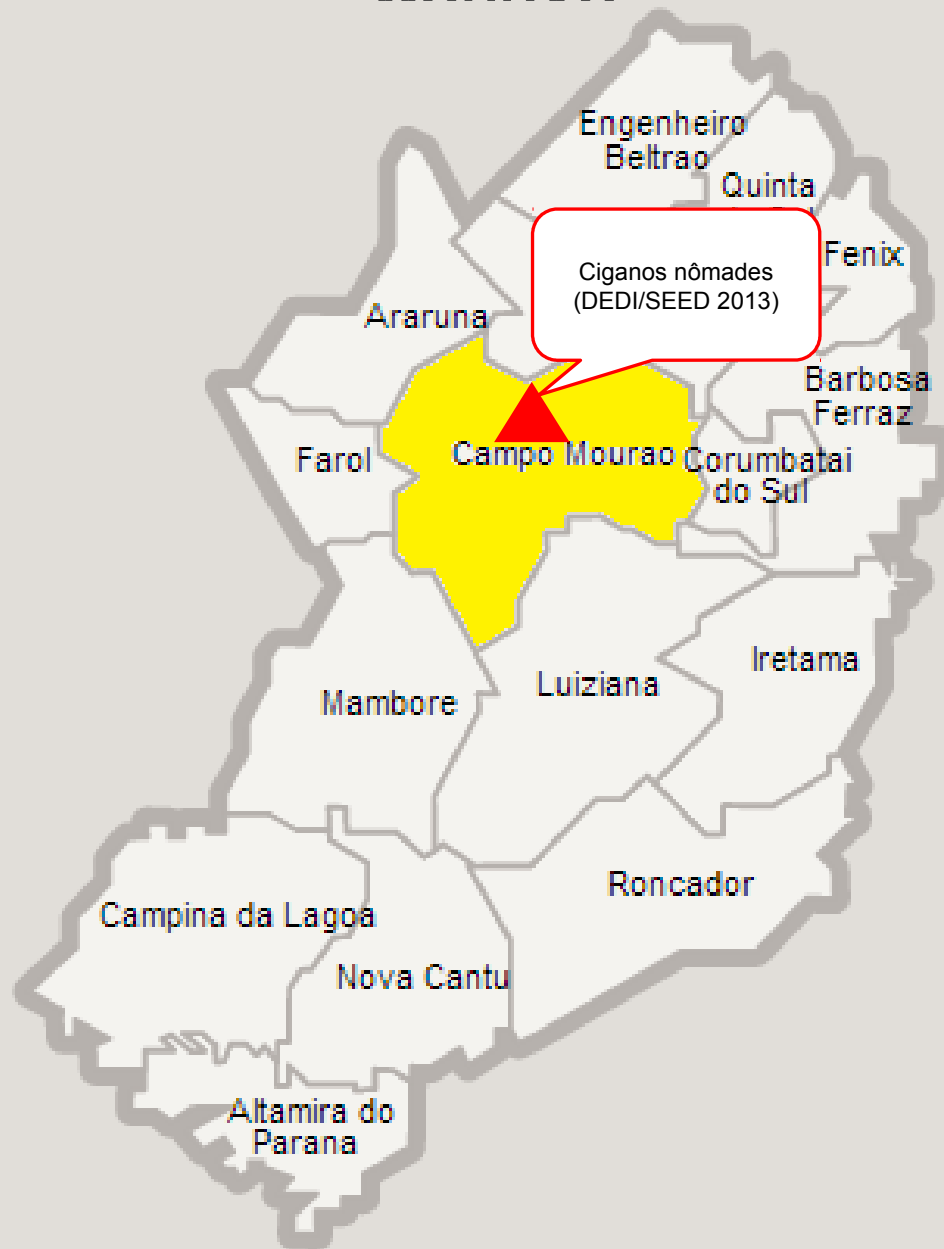 Engenheiro
Beltrao
Quinta
Fenix
Ciganos nômades
(DEDI/SEED 2013)
Araruna
Barbosa
Ferraz
Farol
Campo Mourao
Corumbatai
do Sul
Iretama
Luiziana
Mambore
Roncador
Campina da Lagoa
Nova Cantu
Altamira do
Parana